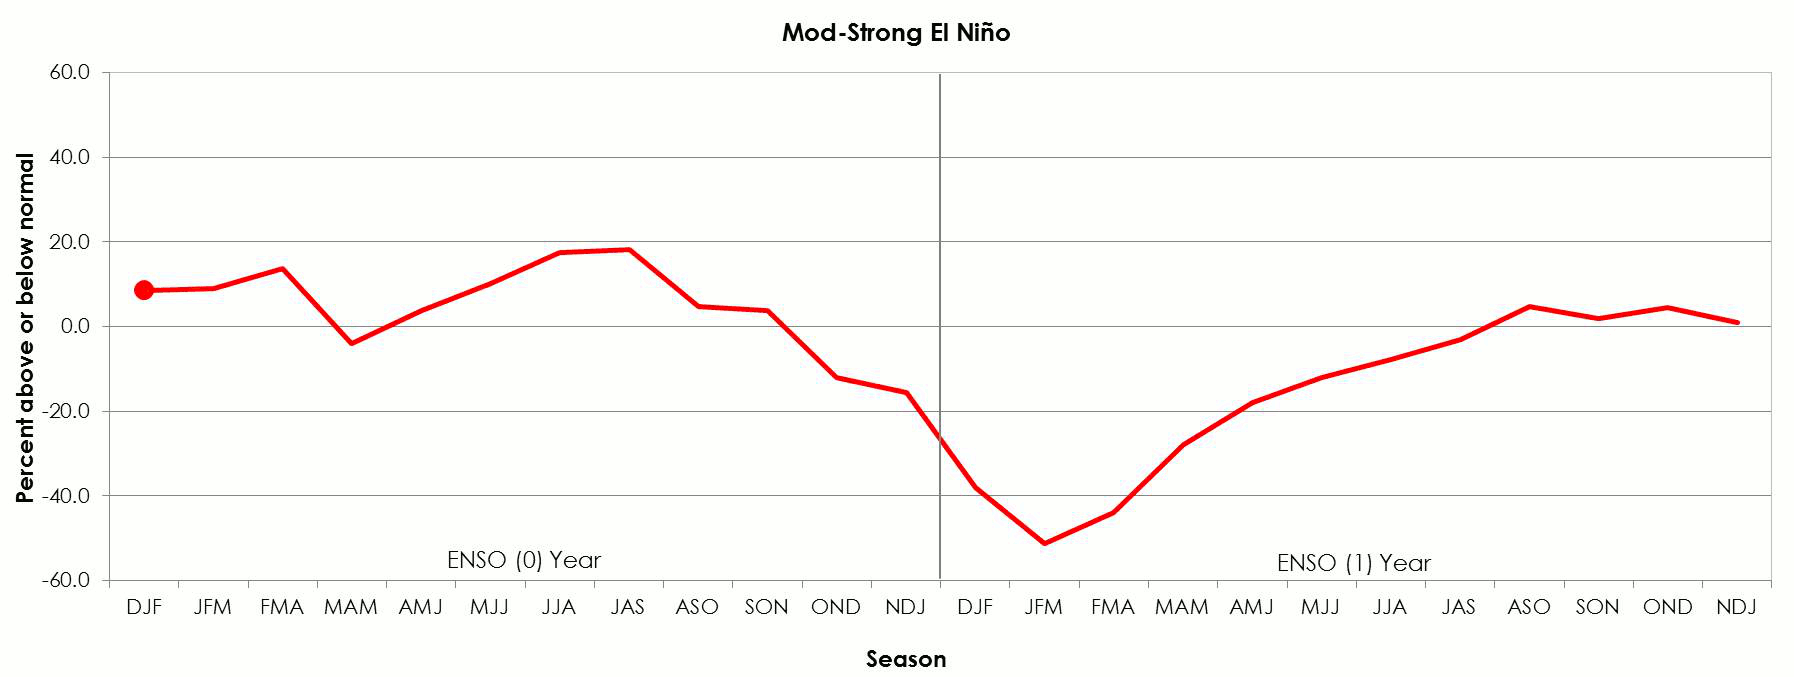 Mod-Strong El Niño
Percent above or below normal
60.0
40.0
20.0
0.0
-20.0
-40.0
-60.0
ENSO (0) Year
ENSO (1) Year
DJF JFM FMA MAM AMJ MJJ JJA JAS ASO SON OND NDJ DJF JFM FMA MAM AMJ MJJ JJA JAS ASO SON OND NDJ
Season